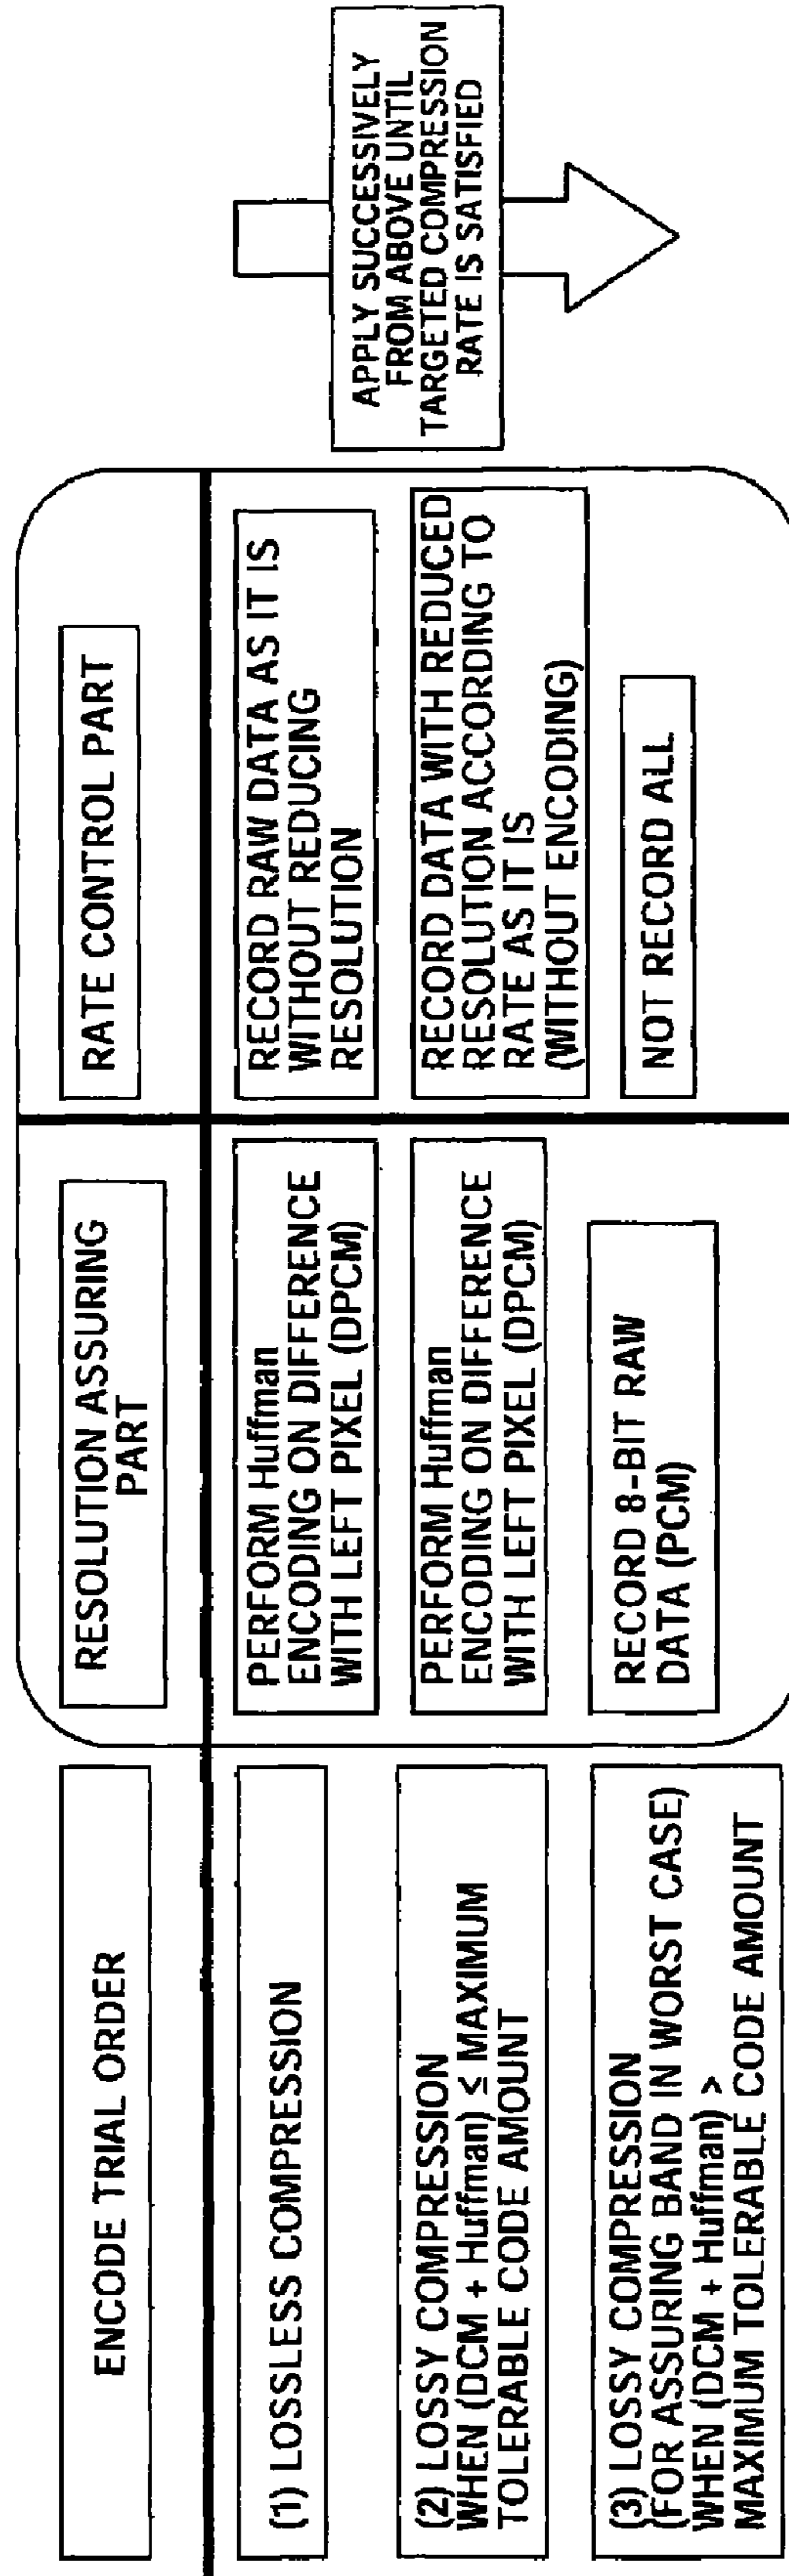 ENCODE TRIAL ORDER
RESOLUTION ASSURING
PART
RATE CONTROL PART
(1) LOSSLESS COMPRESSION
PERFORM Huffman
ENCODING ON DIFFERENCE
WITH LEFT PIXEL (DPCM)
RECORD RAW DATA AS IT IS
WITHOUT REDUCING
RESOLUTION
(2) LOSSY COMPRESSION
WHEN (DCM + Huffman) ≤ MAXIMUM
TOLERABLE CODE AMOUNT
PERFORM Huffman
ENCODING ON DIFFERENCE
WITH LEFT PIXEL (DPCM)
RECORD DATA WITH REDUCED
RESOLUTION ACCORDING TO
RATE AS IT IS
(WITHOUT ENCODING)
(3) LOSSY COMPRESSION
(FOR ASSURING BAND IN WORST CASE)
WHEN (DCM + Huffman) >
MAXIMUM TOLERABLE CODE AMOUNT
RECORD 8-BIT RAW
DATA (PCM)
NOT RECORD ALL
APPLY SUCCESSIVELY
FROM ABOVE UNTIL
TARGETED COMPRESSION
RATE IS SATISFIED